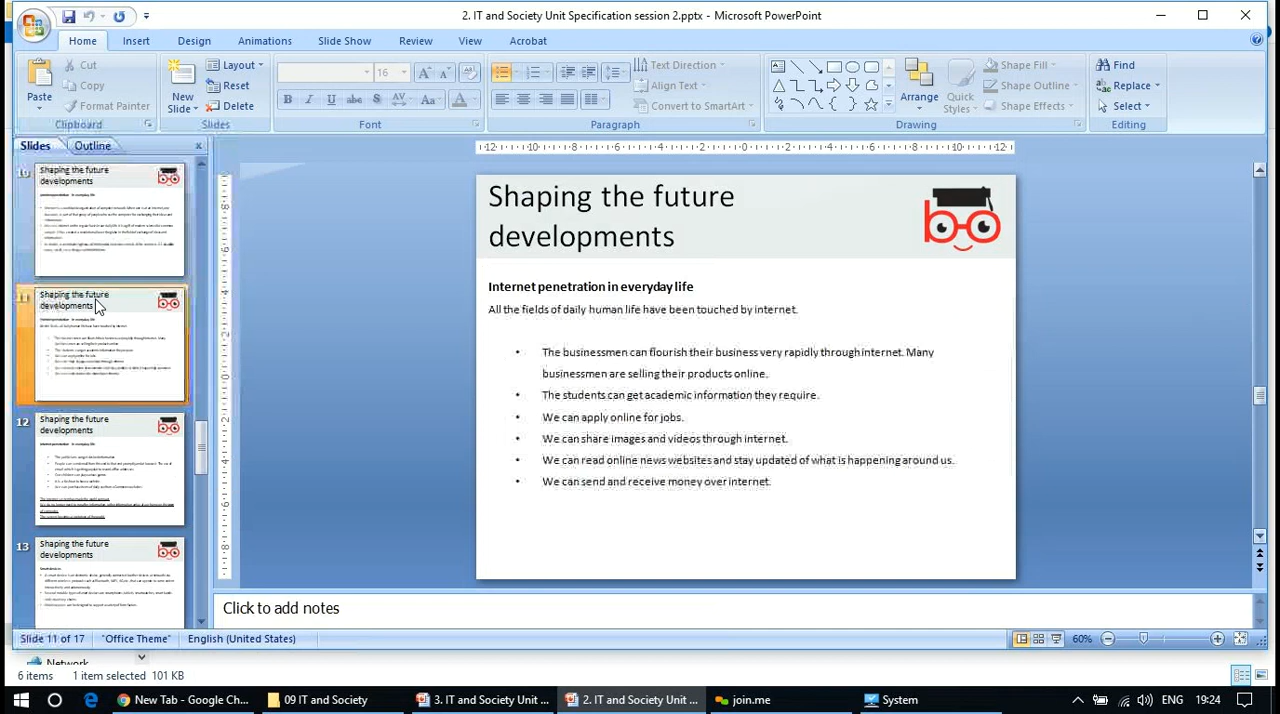 2. IT and Society Unit Specification session 2.pptx - Microsoft PowerPoint
Home Insert Design Animations Slide Show Review View Acrobat
Paste
Cut
Copy
Format Painter
Clipboard
New Slide
Layout
Reset
Delete
Slides
16
Font
Text Direction
Align Text
Convert to SmartArt
Paragraph
Arrange
Quick Styles
Shape Fill
Shape Outline
Shape Effects
Drawing
Find
Replace
Select
Editing
Slides Outline
10
Shaping the future
developments
11
Shaping the future
developments
12
Shaping the future
developments
13
Shaping the future
developments
Smart devices
Shaping the future
developments
Internet penetration in everyday life
All the fields of daily human life have been touched by internet.
• The businessmen can flourish their business very rapidly through internet. Many
businessmen are selling their products online.
• The students can get academic information they require.
• We can apply online for jobs.
• We can share images and videos through internet.
• We can read online news websites and stay updated of what is happening around us.
• We can send and receive money over internet.
Click to add notes
Slide 11 of 17 "Office Theme" English (United States) 60%
Network
6 items 1 item selected 101 KB
New Tab - Google Ch... 09 IT and Society 3. IT and Society Unit ... 2. IT and Society Unit ... join.me System ENG 19:24